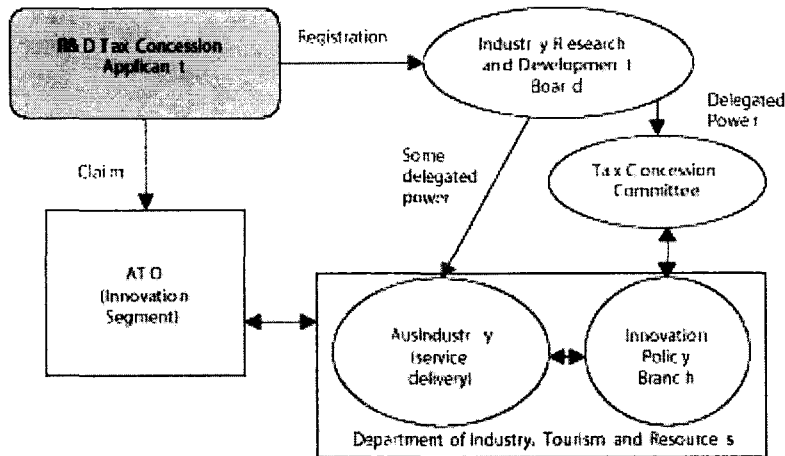 R&D Tax Concession
Applicant
Registration
Industry Research
and Development
Board
Delegated
Power
Some
delegated
power
Tax Concession
Committee
Claim
ATO
(Innovation
Segment)
AusIndustry
(service
delivery)
Innovation
Policy
Branch
Department of Industry, Tourism and Resources